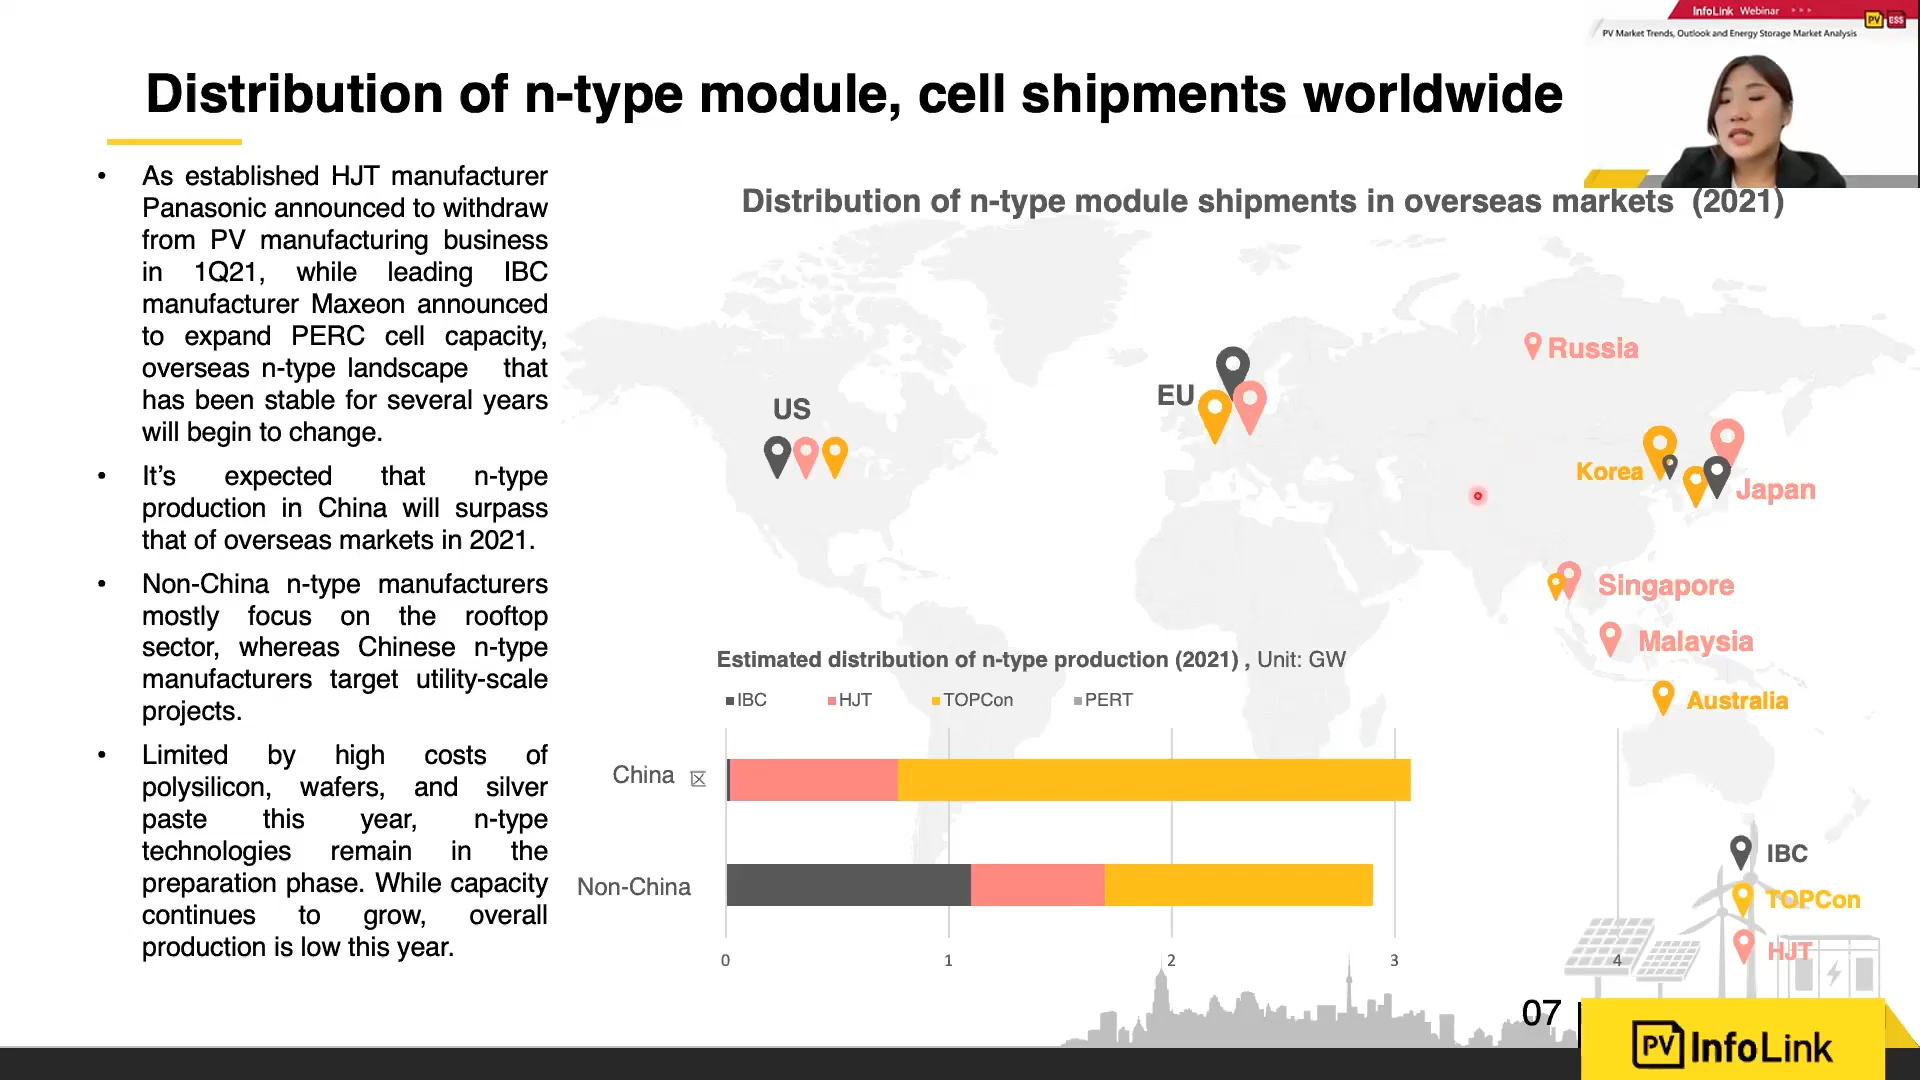 InfoLink Webinar
PV ESS
PV Market Trends, Outlook and Energy Storage Market Analysis
Distribution of n-type module, cell shipments worldwide
• As established HJT manufacturer
Panasonic announced to withdraw
from PV manufacturing business
in 1Q21, while leading IBC
manufacturer Maxeon announced
to expand PERC cell capacity,
overseas n-type landscape that
has been stable for several years
will begin to change.
• It’s expected that n-type
production in China will surpass
that of overseas markets in 2021.
• Non-China n-type manufacturers
mostly focus on the rooftop
sector, whereas Chinese n-type
manufacturers target utility-scale
projects.
• Limited by high costs of
polysilicon, wafers, and silver
paste this year, n-type
technologies remain in the
preparation phase. While capacity
continues to grow, overall
production is low this year.
Distribution of n-type module shipments in overseas markets (2021)
Russia
EU
US
Korea
Japan
Singapore
Malaysia
Australia
Estimated distribution of n-type production (2021) , Unit: GW
IBC HJT TOPCon PERT
China
Non-China
0 1 2 3 4
IBC
TOPCon
HJT
07
PV InfoLink